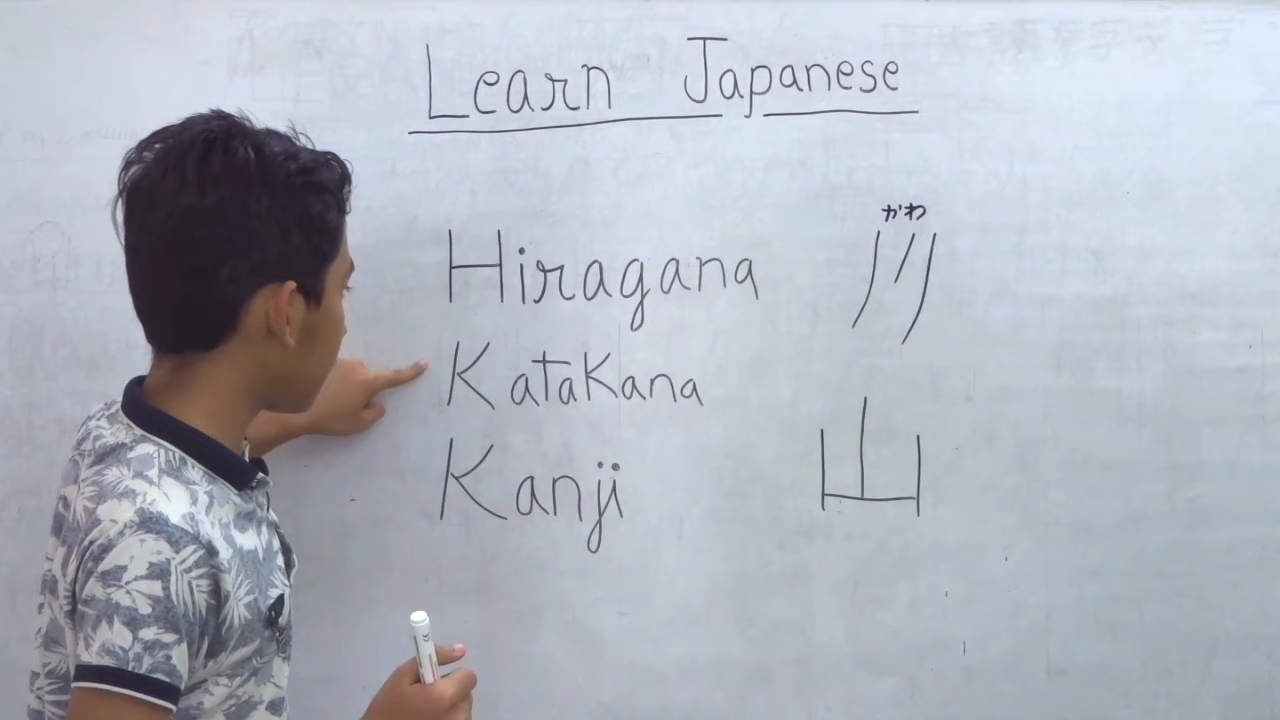 Learn Japanese
かわ
Hiragana 川
Katakana
Kanji 山